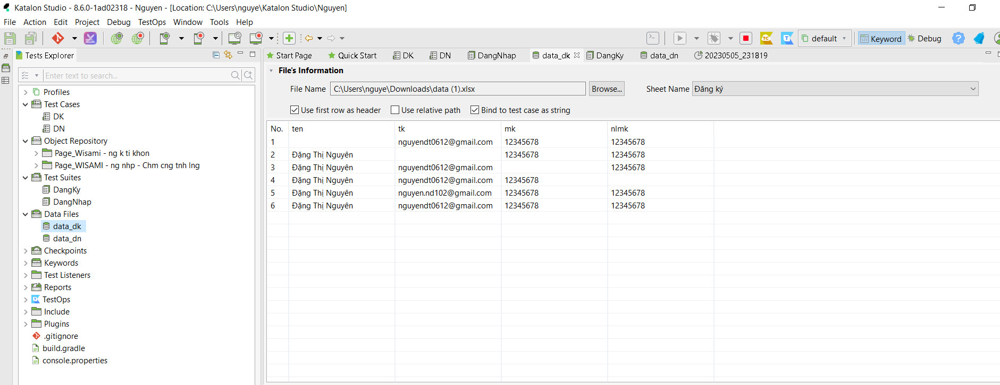 Katalon Studio - 8.6.0-1ad02318 - Nguyen - [Location: C:\Users\nguye\Katalon Studio\Nguyen]
File Action Edit Project Debug TestOps Window Tools Help
default Keyword Debug
Tests Explorer
Start Page Quick Start DK DN DangNhap data_dk DangKy data_dn 20230505_231819
Enter text to search...
Profiles
Test Cases
DK
DN
Object Repository
Page_Wisami - ng k ti khon
Page_WISAMI - ng nhp - Chm cng tnh lng
Test Suites
DangKy
DangNhap
Data Files
data_dk
data_dn
Checkpoints
Keywords
Test Listeners
Reports
TestOps
Include
Plugins
.gitignore
build.gradle
console.properties
File's Information
File Name C:\Users\nguye\Downloads\data (1).xlsx Browse... Sheet Name Đăng ký
Use first row as header Use relative path Bind to test case as string
No. ten tk mk nlmk
1 nguyendt0612@gmail.com 12345678 12345678
2 Đặng Thị Nguyên 12345678 12345678
3 Đặng Thị Nguyên nguyendt0612@gmail.com 12345678
4 Đặng Thị Nguyên nguyendt0612@gmail.com 12345678
5 Đặng Thị Nguyên nguyen.nd102@gmail.com 12345678 12345678
6 Đặng Thị Nguyên nguyendt0612@gmail.com 12345678 12345678